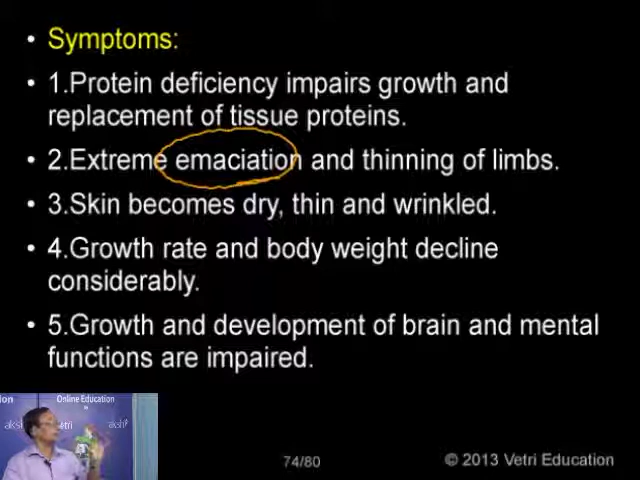 • Symptoms:
• 1.Protein deficiency impairs growth and
replacement of tissue proteins.
• 2.Extreme emaciation and thinning of limbs.
• 3.Skin becomes dry, thin and wrinkled.
• 4.Growth rate and body weight decline
considerably.
• 5.Growth and development of brain and mental
functions are impaired.
Online Education
74/80
© 2013 Vetri Education